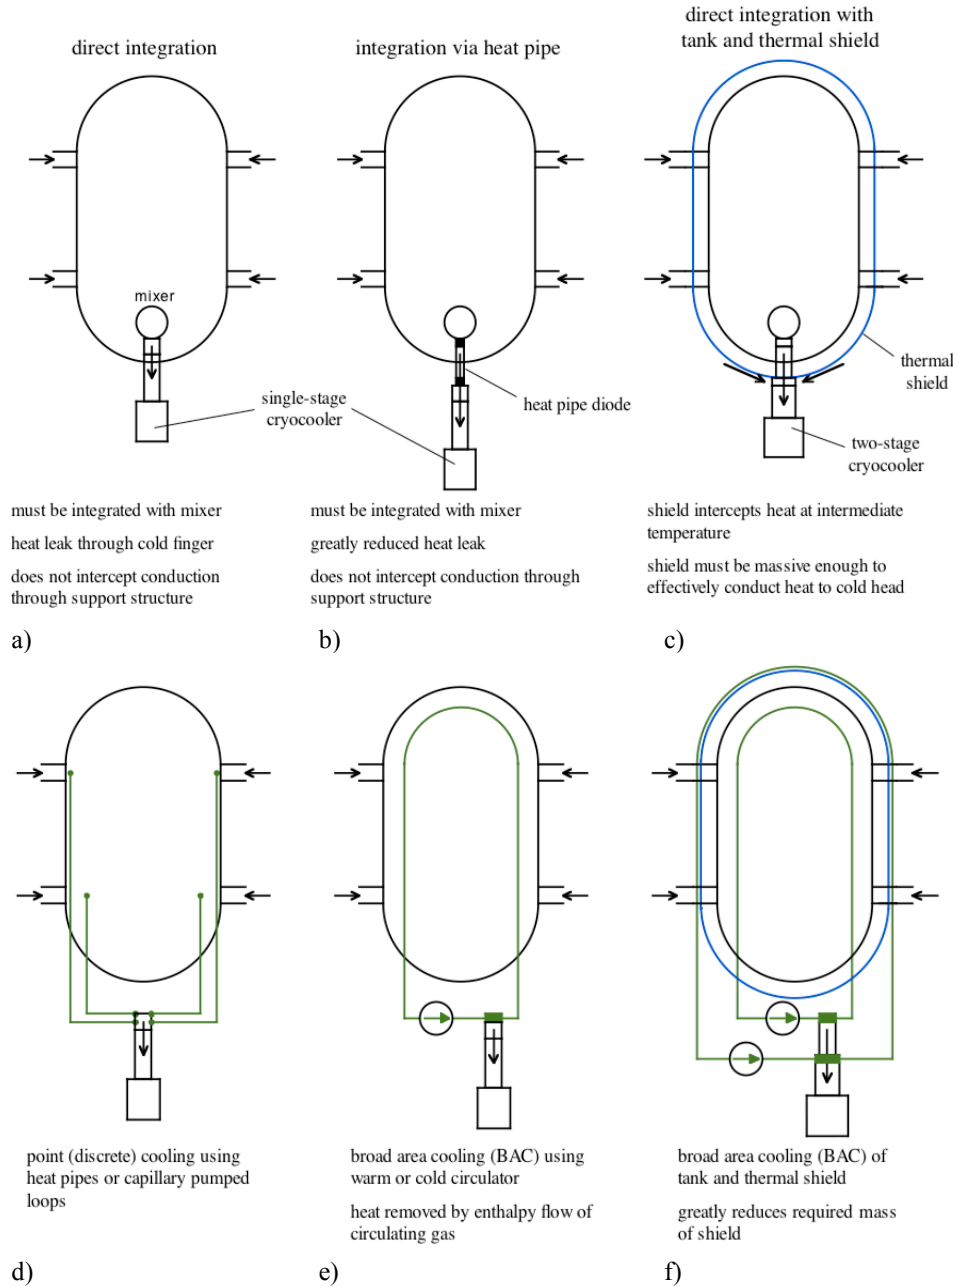 direct integration
integration via heat pipe
direct integration with
tank and thermal shield
mixer
single-stage
cryocooler
heat pipe diode
thermal
shield
two-stage
cryocooler
must be integrated with mixer
heat leak through cold finger
does not intercept conduction
through support structure
must be integrated with mixer
greatly reduced heat leak
does not intercept conduction through
support structure
shield intercepts heat at intermediate
temperature
shield must be massive enough to
effectively conduct heat to cold head
a)
b)
c)
point (discrete) cooling using
heat pipes or capillary pumped
loops
broad area cooling (BAC) using
warm or cold circulator
heat removed by enthalpy flow of
circulating gas
broad area cooling (BAC) of
tank and thermal shield
greatly reduces required mass
of shield
d)
e)
f)